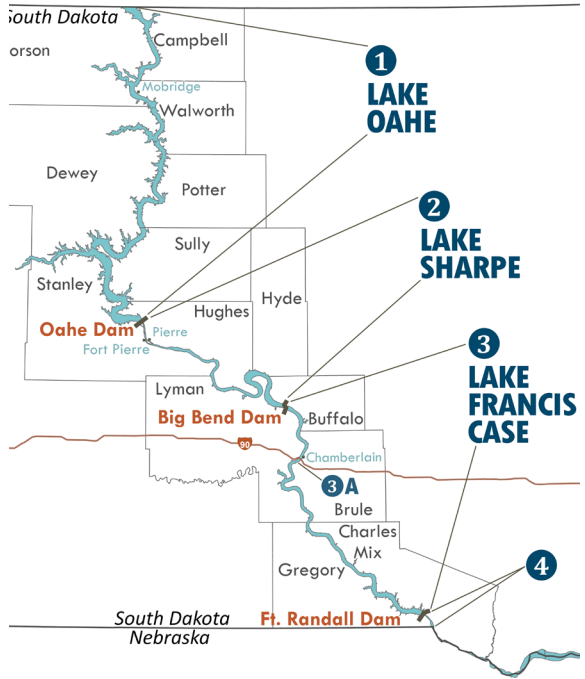 South Dakota
orson
Campbell
1
LAKE
OAHE
Mobridge
Walworth
Dewey
Potter
2
LAKE
SHARPE
Sully
Stanley
Hyde
Hughes
Oahe Dam
Pierre
Fort Pierre
3
LAKE
FRANCIS
CASE
Lyman
Big Bend Dam
Buffalo
90
Chamberlain
3 A
Brule
Charles
Mix
Gregory
4
Ft. Randall Dam
South Dakota
Nebraska